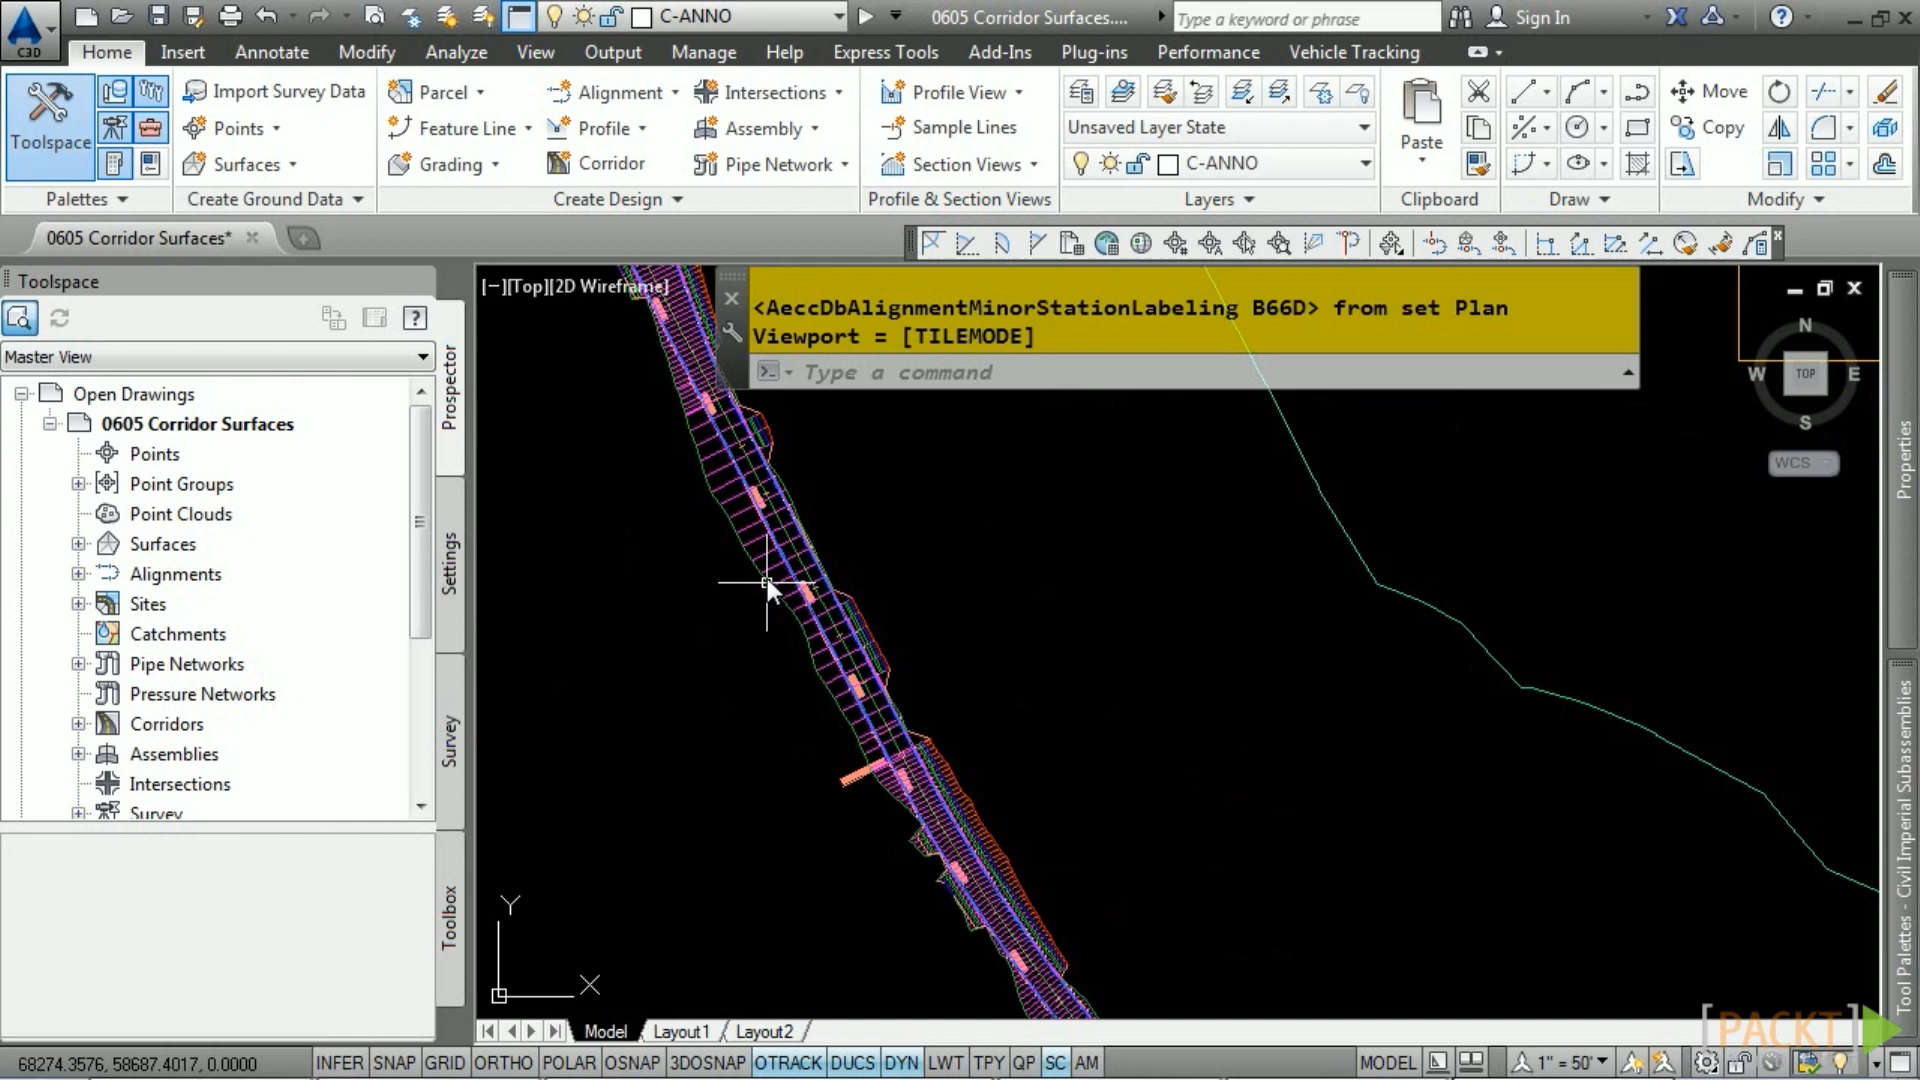 C-ANNO
0605 Corridor Surfaces....
Type a keyword or phrase
Sign In
C3D
Home Insert Annotate Modify Analyze View Output Manage Help Express Tools Add-Ins Plug-ins Performance Vehicle Tracking
Toolspace
Palettes
Import Survey Data
Points
Surfaces
Create Ground Data
Parcel
Feature Line
Grading
Alignment
Profile
Corridor
Intersections
Assembly
Pipe Network
Create Design
Profile View
Sample Lines
Section Views
Profile & Section Views
Unsaved Layer State
C-ANNO
Layers
Paste
Clipboard
Draw
Move
Copy
Modify
0605 Corridor Surfaces*
Toolspace
Master View
Open Drawings
0605 Corridor Surfaces
Points
Point Groups
Point Clouds
Surfaces
Alignments
Sites
Catchments
Pipe Networks
Pressure Networks
Corridors
Assemblies
Intersections
Survey
Prospector
Settings
Survey
Toolbox
[−][Top][2D Wireframe]
<AeccDbAlignmentMinorStationLabeling B66D> from set Plan
Viewport = [TILEMODE]
Type a command
N
W TOP E
S
WCS
Properties
Tool Palettes - Civil Imperial Subassemblies
Y
X
[PACKT]
Model Layout1 Layout2
68274.3576, 58687.4017, 0.0000
INFER SNAP GRID ORTHO POLAR OSNAP 3DOSNAP OTRACK DUCS DYN LWT TPY QP SC AM
MODEL
1" = 50'